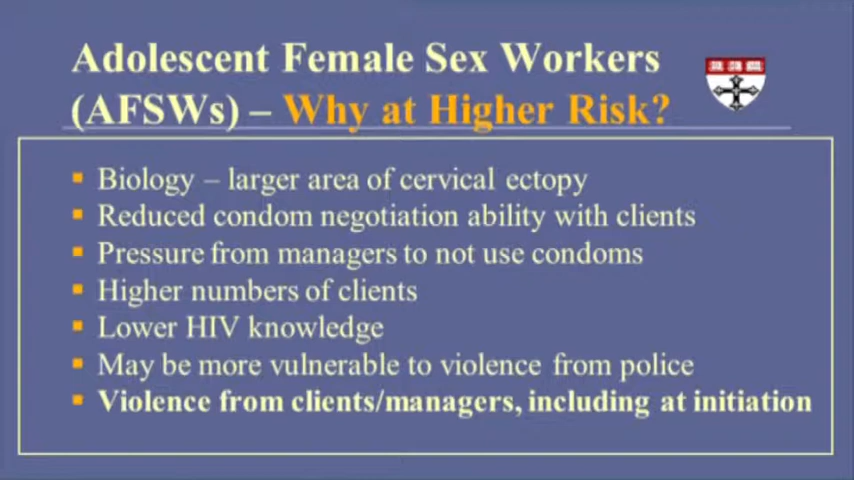 Adolescent Female Sex Workers
(AFSWs) – Why at Higher Risk?
▪ Biology – larger area of cervical ectopy
▪ Reduced condom negotiation ability with clients
▪ Pressure from managers to not use condoms
▪ Higher numbers of clients
▪ Lower HIV knowledge
▪ May be more vulnerable to violence from police
▪ Violence from clients/managers, including at initiation